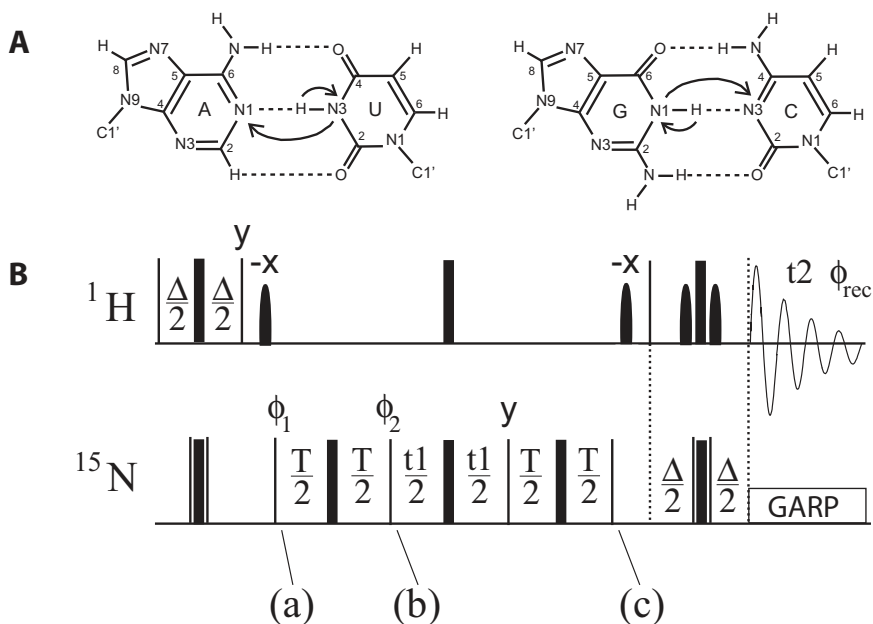 A
H
H
N
H
O
H
H
8
N7
5
6
4
5
N9
4
A
N1
H
N3
U
6
H
C1'
N3
2
2
N1
H
O
C1'
O
H
N
H
H
H
8
N7
5
6
4
5
N9
4
G
N1
H
N3
C
6
H
C1'
N3
2
2
N1
N
H
O
C1'
H
B
y
-x
-x
1H
Δ/2
Δ/2
t2
ϕrec
ϕ1
ϕ2
y
15N
T/2
T/2
t1/2
t1/2
T/2
T/2
Δ/2
Δ/2
GARP
(a)
(b)
(c)